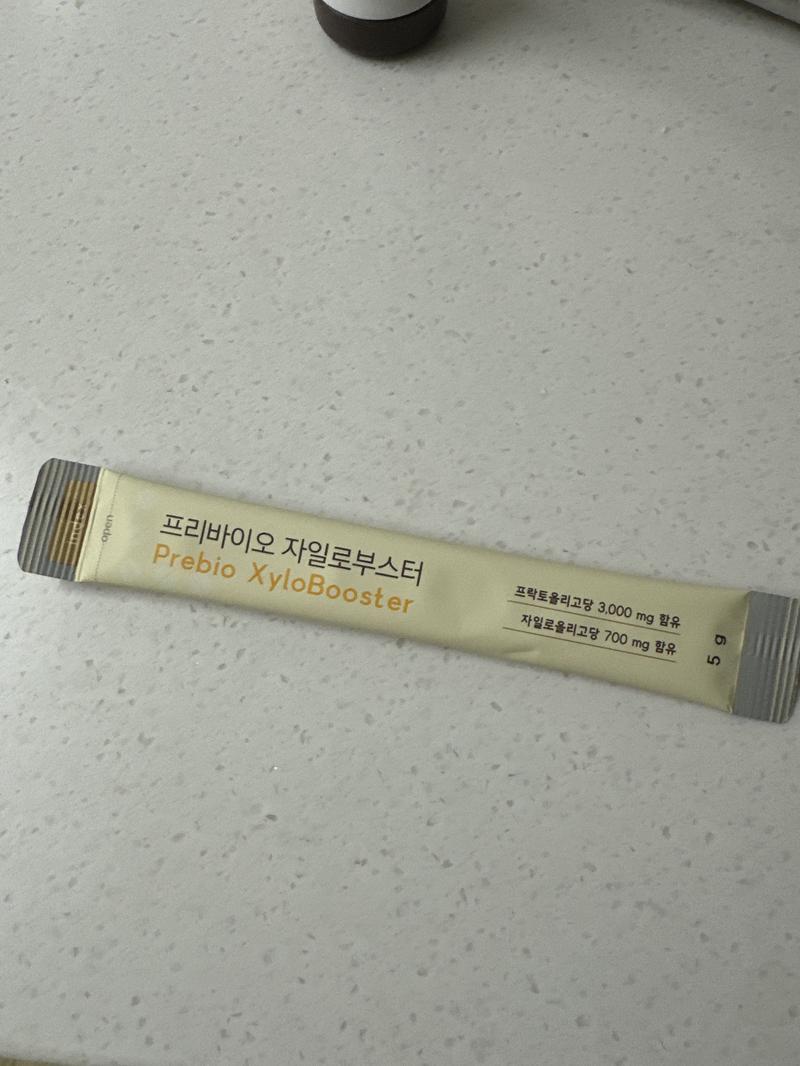 open
프리바이오 자일로부스터
Prebio XyloBooster
프락토올리고당 3,000 mg 함유
자일로올리고당 700 mg 함유
5 g